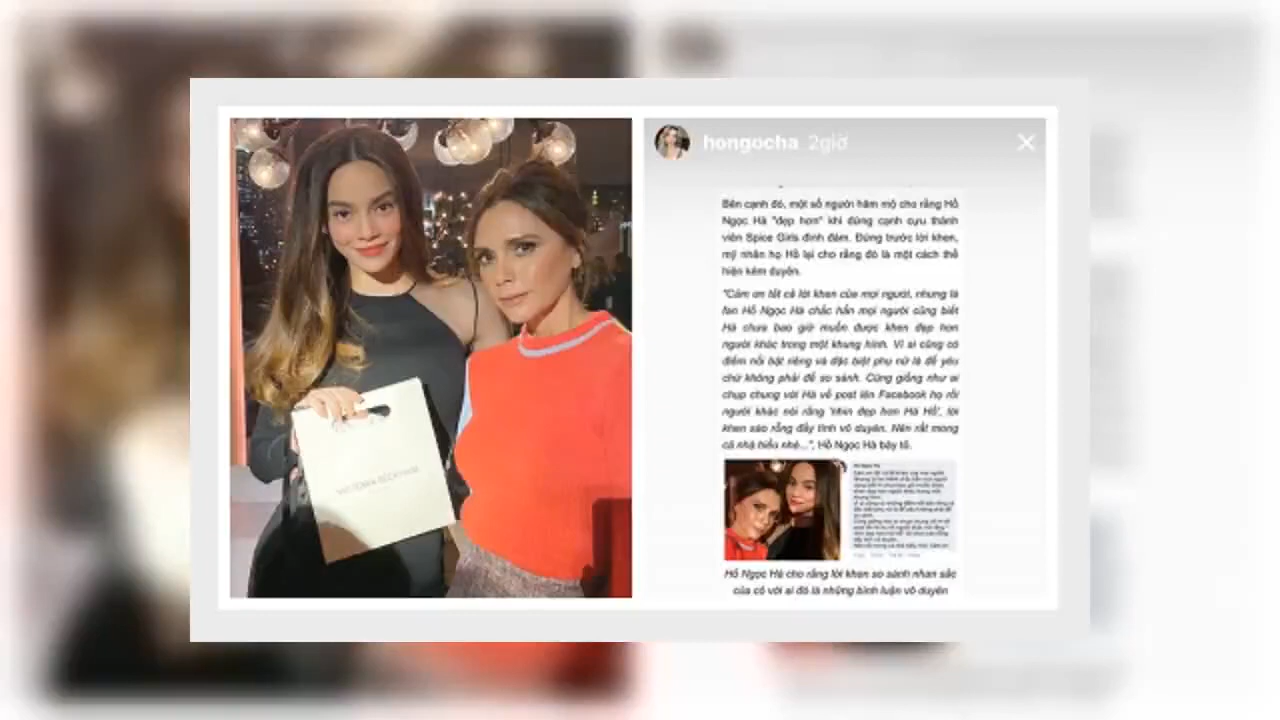 VICTORIA BECKHAM
hongocha 2giờ
Bên cạnh đó, một số người hâm mộ cho rằng Hồ
Ngọc Hà "đẹp hơn" khi đứng cạnh cựu thành
viên Spice Girls đình đám. Đứng trước lời khen,
mỹ nhân họ Hồ lại cho rằng đó là một cách thể
hiện kém duyên.
"Cảm ơn tất cả lời khen của mọi người, nhưng là
fan Hồ Ngọc Hà chắc hẳn mọi người cũng biết
Hà chưa bao giờ muốn được khen đẹp hơn
người khác trong một khung hình. Vì ai cũng có
điểm nổi bật riêng và đặc biệt phụ nữ là để yêu
chứ không phải để so sánh. Cũng giống như ai
chụp chung với Hà về post lên Facebook họ rồi
người khác nói rằng 'nhìn đẹp hơn Hà Hồ', lời
khen sáo rỗng đầy tính vô duyên. Nên rất mong
cả nhà hiểu nhé...", Hồ Ngọc Hà bày tỏ.
Hồ Ngọc Hà cho rằng lời khen so sánh nhan sắc
của cô với ai đó là những bình luận vô duyên